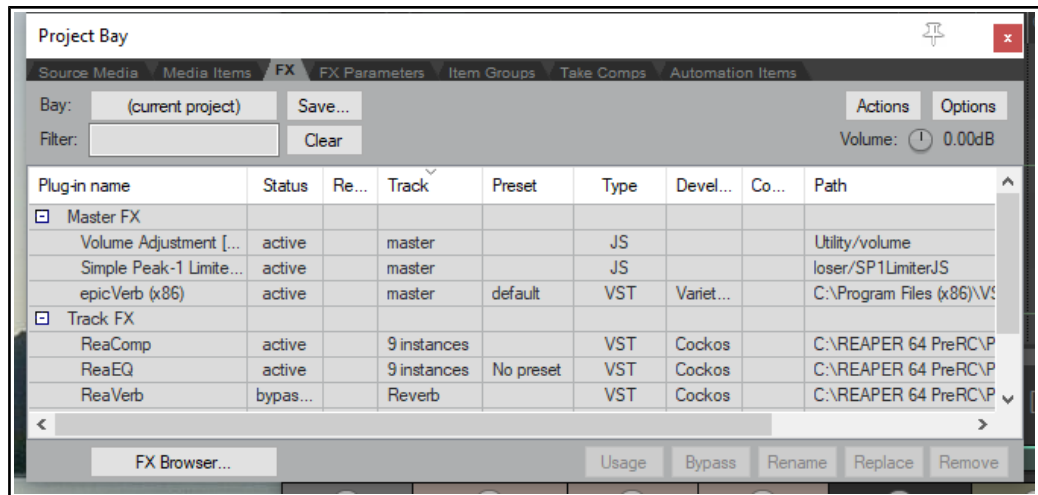 Project Bay
Source Media Media Items FX FX Parameters Item Groups Take Comps Automation Items
Bay: (current project) Save... Actions Options
Filter: Clear Volume: 0.00dB
Plug-in name Status Re... Track Preset Type Devel... Co... Path
Master FX
Volume Adjustment [... active master JS Utility/volume
Simple Peak-1 Limite... active master JS loser/SP1LimiterJS
epicVerb (x86) active master default VST Variet... C:\Program Files (x86)\VS
Track FX
ReaComp active 9 instances VST Cockos C:\REAPER 64 PreRC\P
ReaEQ active 9 instances No preset VST Cockos C:\REAPER 64 PreRC\P
ReaVerb bypas... Reverb VST Cockos C:\REAPER 64 PreRC\P
FX Browser... Usage Bypass Rename Replace Remove